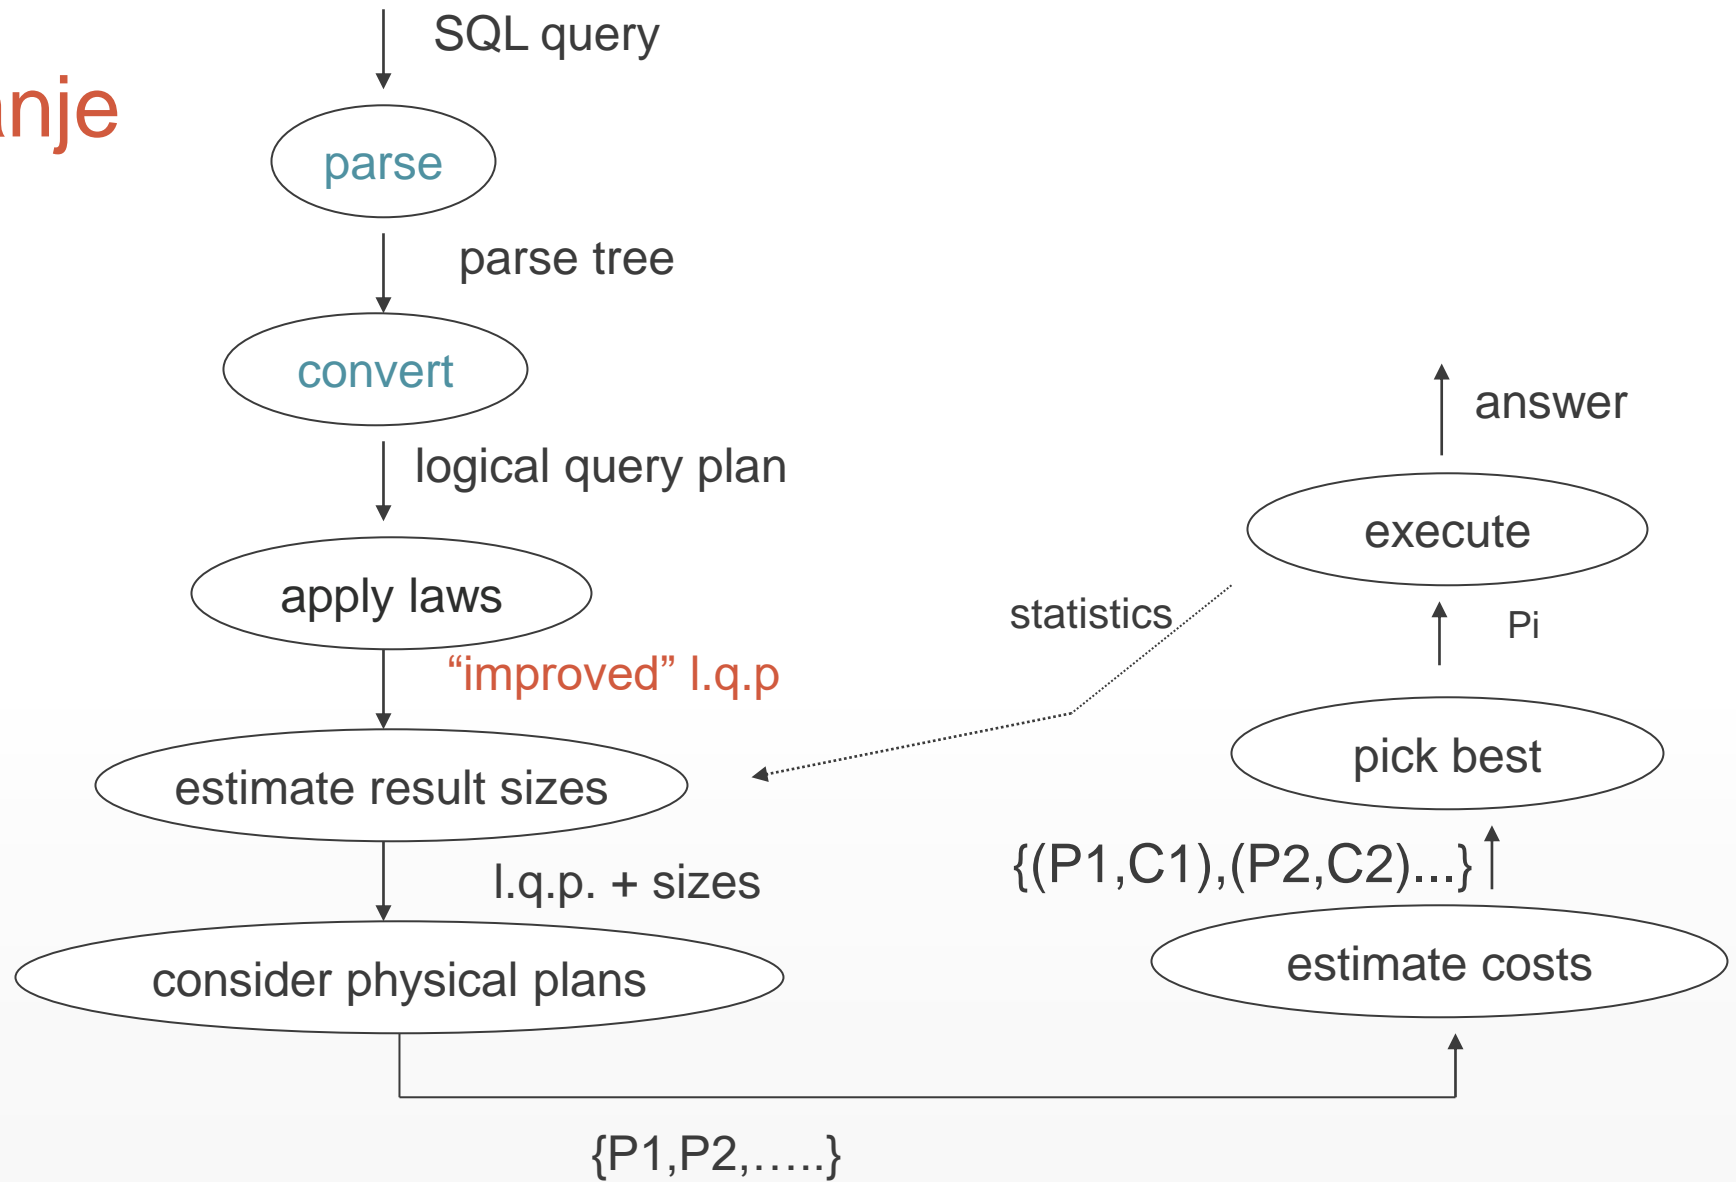 anje
SQL query
parse
parse tree
convert
logical query plan
apply laws
“improved” l.q.p
estimate result sizes
l.q.p. + sizes
consider physical plans
{P1,P2,…..}
estimate costs
{(P1,C1),(P2,C2)...}
pick best
Pi
statistics
execute
answer